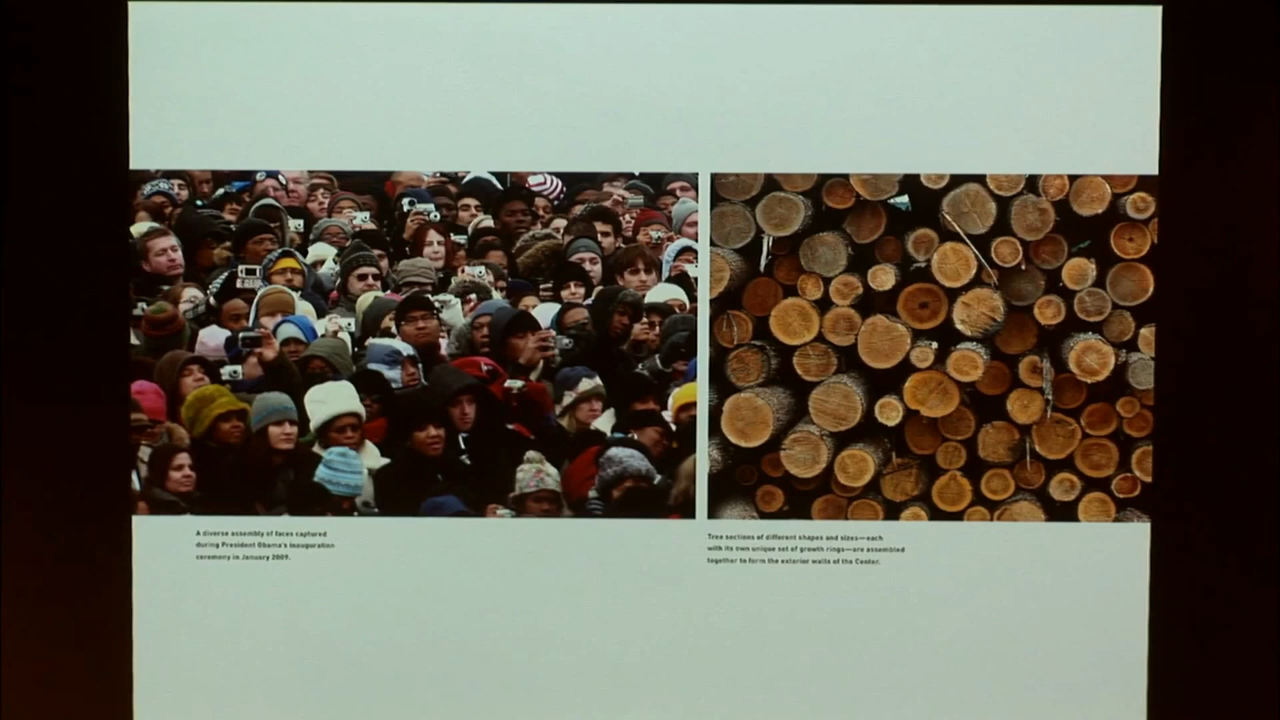 A diverse assembly of faces captured
during President Obama's inauguration
ceremony in January 2009.
Tree sections of different shapes and sizes—each
with its own unique set of growth rings—are assembled
together to form the exterior walls of the Center.